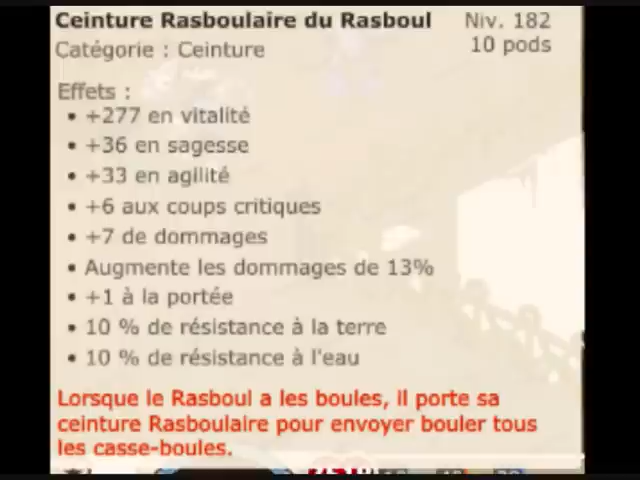 Ceinture Rasboulaire du Rasboul Niv. 182
Catégorie : Ceinture 10 pods
Effets :
• +277 en vitalité
• +36 en sagesse
• +33 en agilité
• +6 aux coups critiques
• +7 de dommages
• Augmente les dommages de 13%
• +1 à la portée
• 10 % de résistance à la terre
• 10 % de résistance à l'eau
Lorsque le Rasboul a les boules, il porte sa
ceinture Rasboulaire pour envoyer bouler tous
les casse-boules.